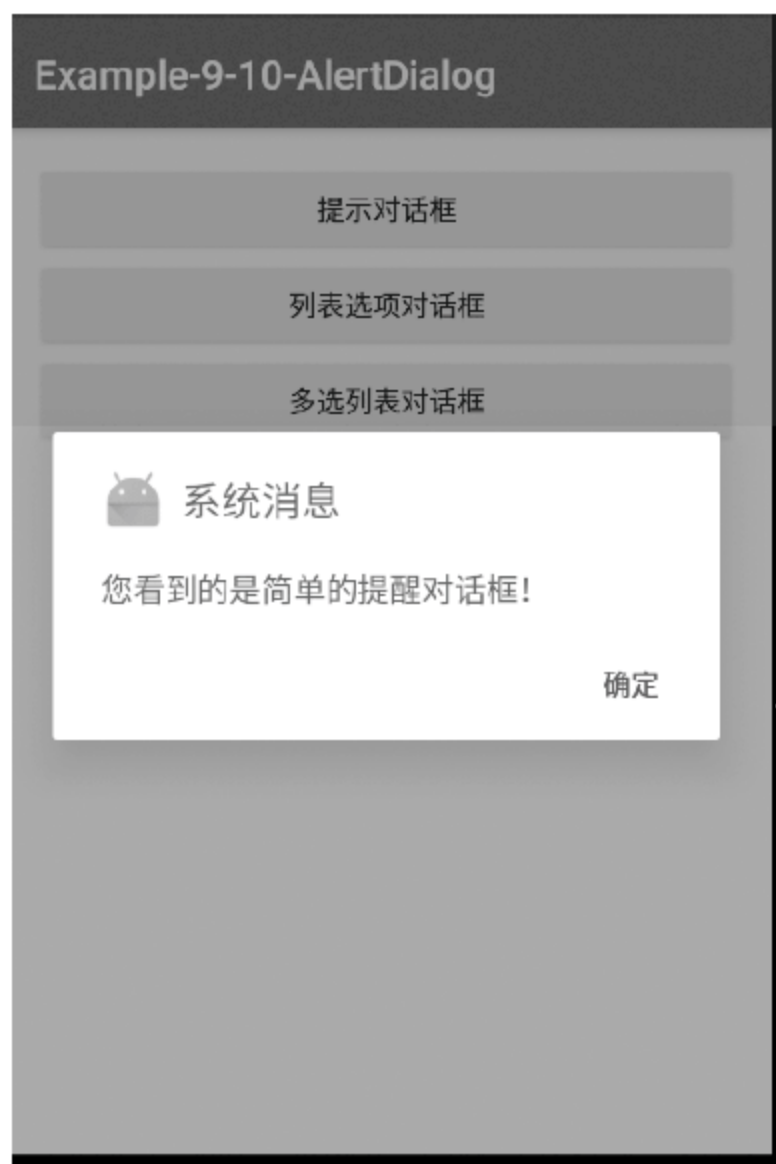 Example-9-10-AlertDialog
提示对话框
列表选项对话框
多选列表对话框
系统消息
您看到的是简单的提醒对话框!
确定